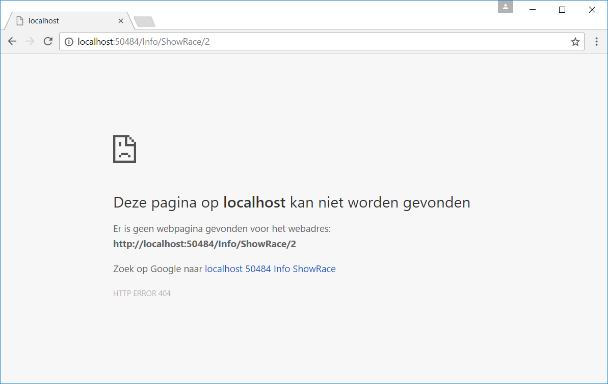 localhost
localhost:50484/Info/ShowRace/2
Deze pagina op localhost kan niet worden gevonden
Er is geen webpagina gevonden voor het webadres:
http://localhost:50484/Info/ShowRace/2
Zoek op Google naar localhost 50484 Info ShowRace
HTTP ERROR 404